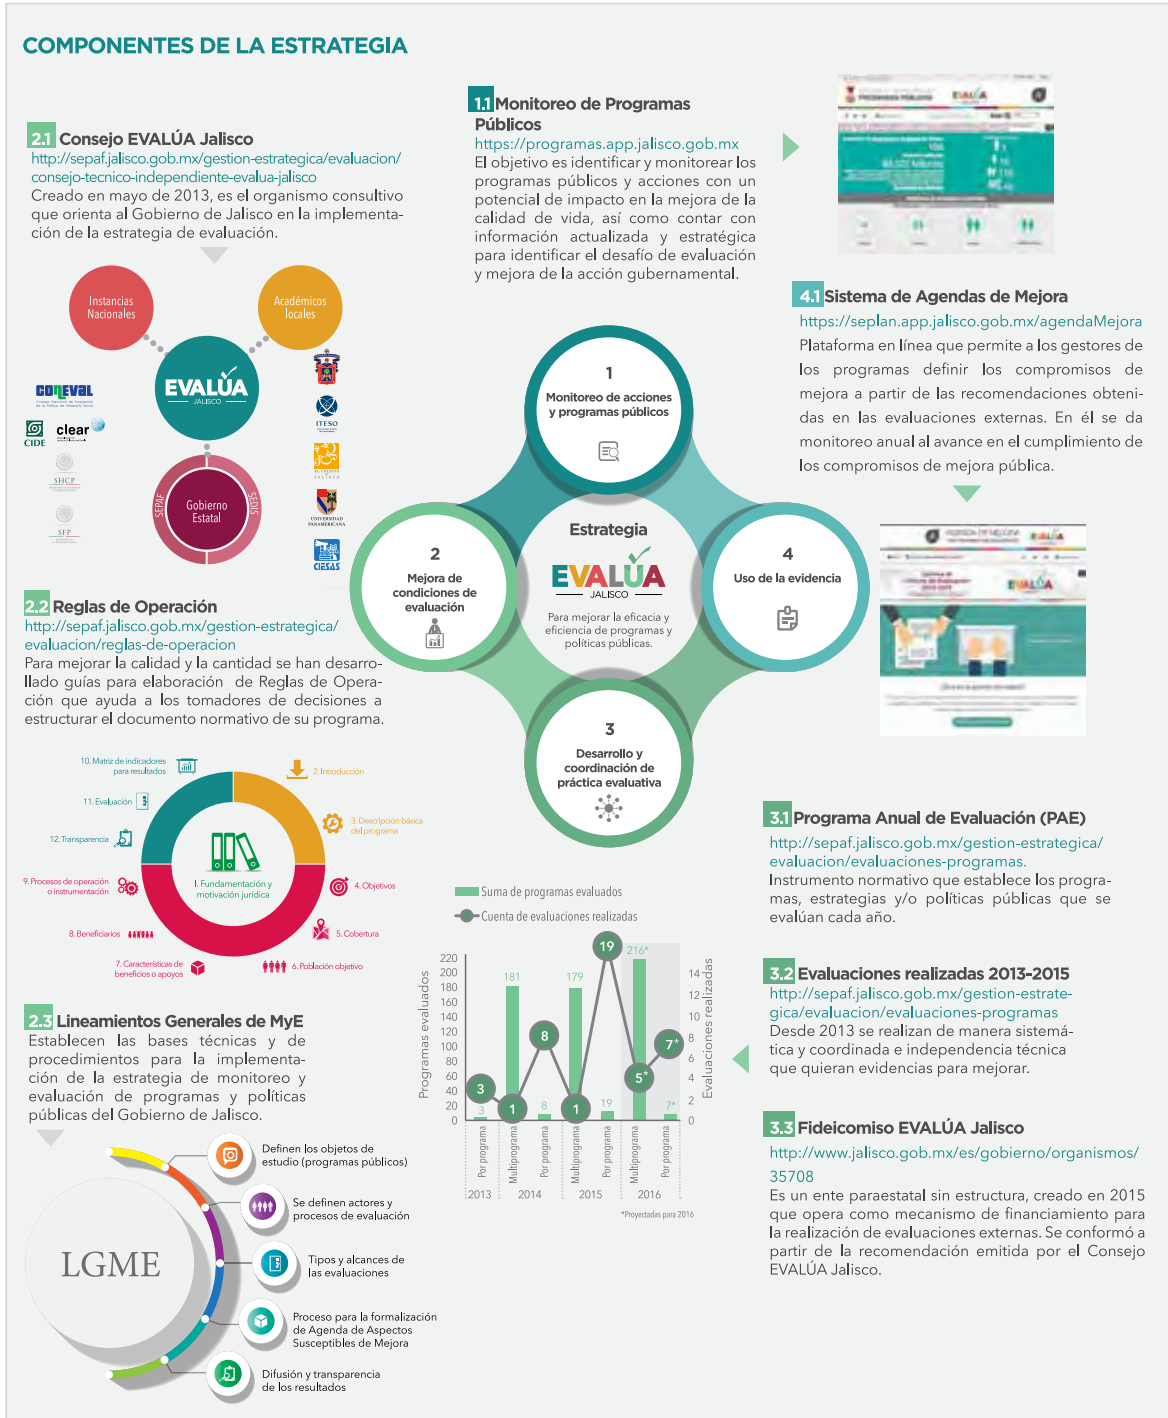 COMPONENTES DE LA ESTRATEGIA
2.1 Consejo EVALÚA Jalisco
http://sepaf.jalisco.gob.mx/gestion-estrategica/evaluacion/
consejo-tecnico-independiente-evalua-jalisco
Creado en mayo de 2013, es el organismo consultivo
que orienta al Gobierno de Jalisco en la implementa-
ción de la estrategia de evaluación.
Instancias
Nacionales
Académicos
locales
EVALÚA
JALISCO
CONEVAL
CIDE
clear
SHCP
SFP
SEPAF
SEDIS
Gobierno
Estatal
ITESO
EL COLEGIO
DE
JALISCO
UNIVERSIDAD
PANAMERICANA
CIESAS
1.1 Monitoreo de Programas
Públicos
https://programas.app.jalisco.gob.mx
El objetivo es identificar y monitorear los
programas públicos y acciones con un
potencial de impacto en la mejora de la
calidad de vida, así como contar con
información actualizada y estratégica
para identificar el desafío de evaluación
y mejora de la acción gubernamental.
4.1 Sistema de Agendas de Mejora
https://seplan.app.jalisco.gob.mx/agendaMejora
Plataforma en línea que permite a los gestores de
los programas definir los compromisos de
mejora a partir de las recomendaciones obteni-
das en las evaluaciones externas. En él se da
monitoreo anual al avance en el cumplimiento de
los compromisos de mejora pública.
AGENDA DE MEJORA
EVALÚA
1
Monitoreo de acciones
y programas públicos
2
Mejora de
condiciones de
evaluación
Estrategia
EVALÚA
JALISCO
Para mejorar la eficacia y
eficiencia de programas y
políticas públicas.
4
Uso de la evidencia
3
Desarrollo y
coordinación de
práctica evaluativa
2.2 Reglas de Operación
http://sepaf.jalisco.gob.mx/gestion-estrategica/
evaluacion/reglas-de-operacion
Para mejorar la calidad y la cantidad se han desarro-
llado guías para elaboración de Reglas de Opera-
ción que ayuda a los tomadores de decisiones a
estructurar el documento normativo de su programa.
I. Fundamentación y
motivación jurídica
2. Introducción
3. Descripción básica
del programa
4. Objetivos
5. Cobertura
6. Población objetivo
7. Características de
beneficios o apoyos
8. Beneficiarios
9. Procesos de operación
o instrumentación
10. Matriz de indicadores
para resultados
11. Evaluación
12. Transparencia
2.3 Lineamientos Generales de MyE
Establecen las bases técnicas y de
procedimientos para la implementa-
ción de la estrategia de monitoreo y
evaluación de programas y políticas
públicas del Gobierno de Jalisco.
LGME
Definen los objetos de
estudio (programas públicos)
Se definen actores y
procesos de evaluación
Tipos y alcances de
las evaluaciones
Proceso para la formalización
de Agenda de Aspectos
Susceptibles de Mejora
Difusión y transparencia
de los resultados
Suma de programas evaluados
Cuenta de evaluaciones realizadas
Programas evaluados
220
200
180
160
140
120
100
80
60
40
20
0
3
181
8
179
19
216*
7*
3
1
8
1
19
5*
7*
14
12
10
8
6
4
2
0
Evaluaciones realizadas
Por programa
Multiprograma
Por programa
Multiprograma
Por programa
Multiprograma
Por programa
2013
2014
2015
2016
*Proyectadas para 2016
3.1 Programa Anual de Evaluación (PAE)
http://sepaf.jalisco.gob.mx/gestion-estrategica/
evaluacion/evaluaciones-programas.
Instrumento normativo que establece los progra-
mas, estrategias y/o políticas públicas que se
evalúan cada año.
3.2 Evaluaciones realizadas 2013-2015
http://sepaf.jalisco.gob.mx/gestion-estrate-
gica/evaluacion/evaluaciones-programas
Desde 2013 se realizan de manera sistemá-
tica y coordinada e independencia técnica
que quieran evidencias para mejorar.
3.3 Fideicomiso EVALÚA Jalisco
http://www.jalisco.gob.mx/es/gobierno/organismos/
35708
Es un ente paraestatal sin estructura, creado en 2015
que opera como mecanismo de financiamiento para
la realización de evaluaciones externas. Se conformó a
partir de la recomendación emitida por el Consejo
EVALÚA Jalisco.